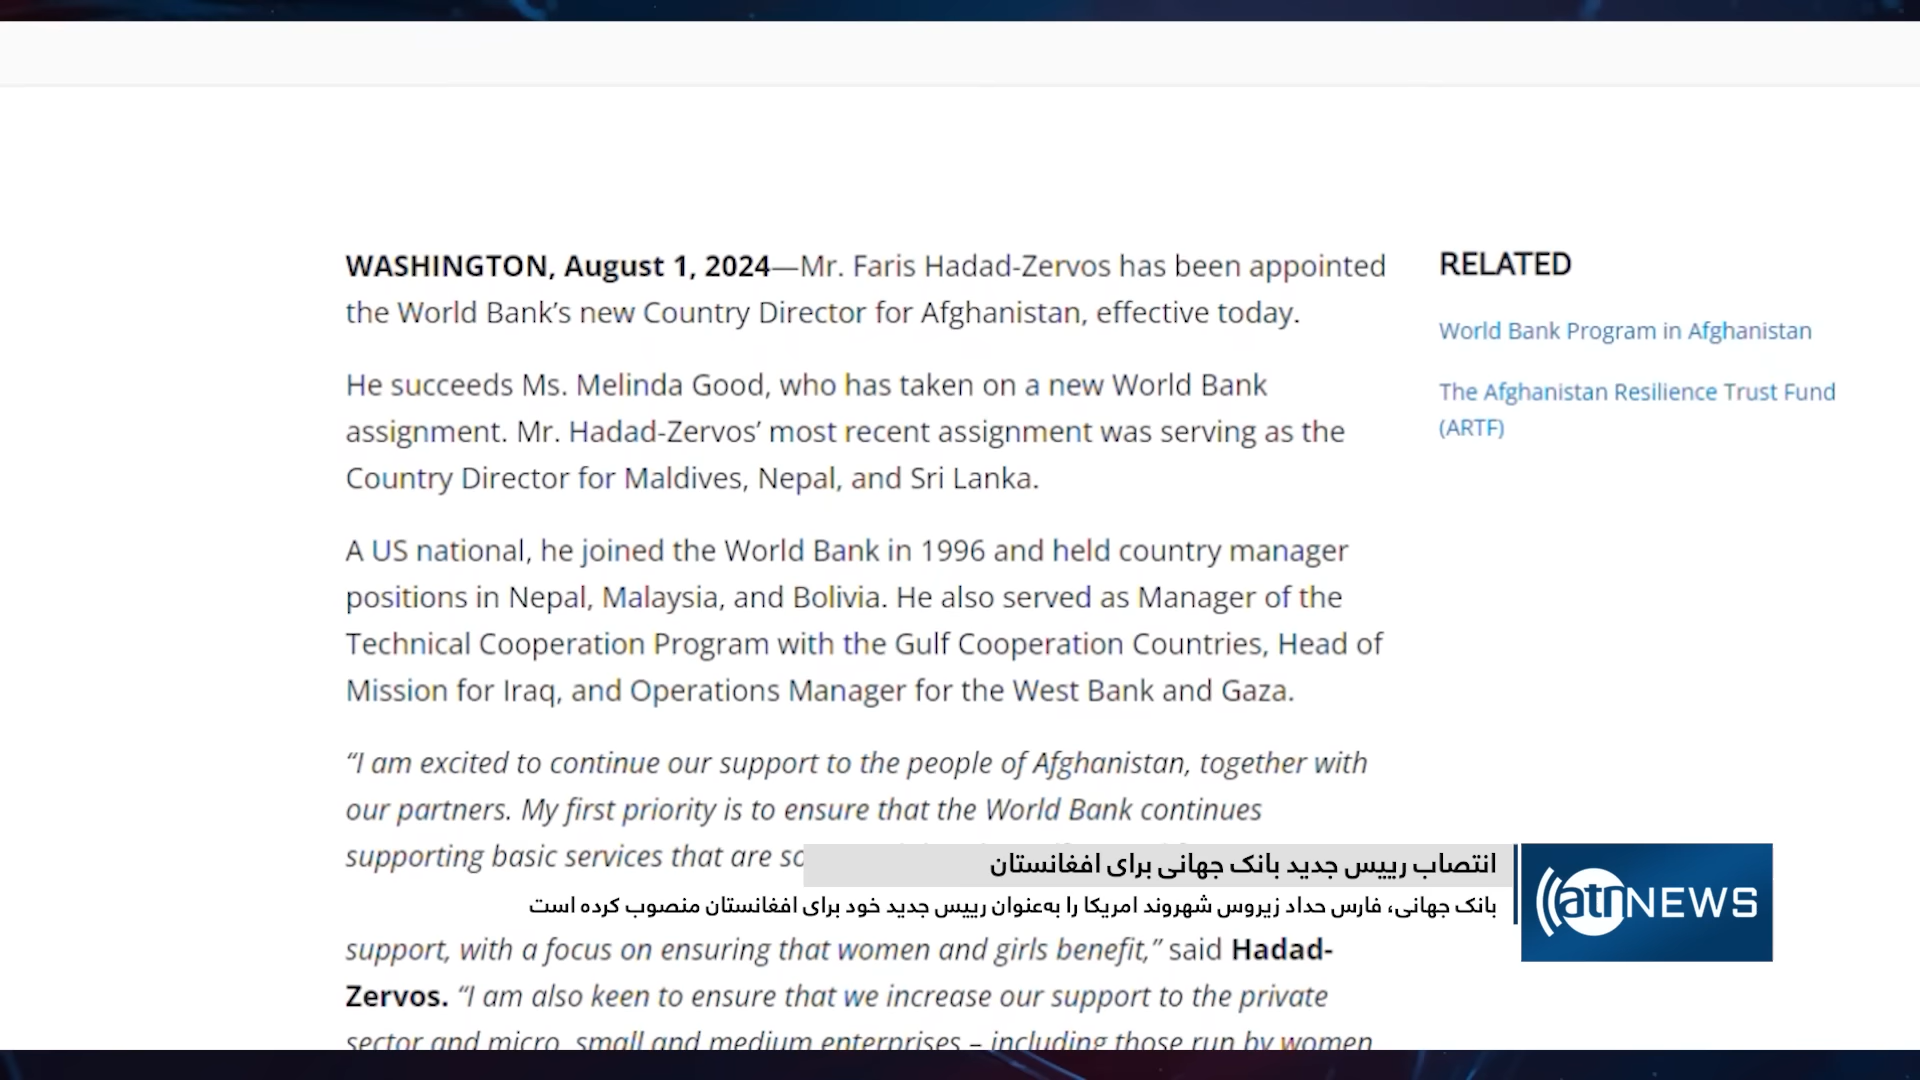 WASHINGTON, August 1, 2024—Mr. Faris Hadad-Zervos has been appointed
the World Bank’s new Country Director for Afghanistan, effective today.
He succeeds Ms. Melinda Good, who has taken on a new World Bank
assignment. Mr. Hadad-Zervos’ most recent assignment was serving as the
Country Director for Maldives, Nepal, and Sri Lanka.
A US national, he joined the World Bank in 1996 and held country manager
positions in Nepal, Malaysia, and Bolivia. He also served as Manager of the
Technical Cooperation Program with the Gulf Cooperation Countries, Head of
Mission for Iraq, and Operations Manager for the West Bank and Gaza.
“I am excited to continue our support to the people of Afghanistan, together with
our partners. My first priority is to ensure that the World Bank continues
supporting basic services that are
support, with a focus on ensuring that women and girls benefit,” said Hadad-
Zervos. “I am also keen to ensure that we increase our support to the private
sector and micro, small and medium enterprises – including those run by women
RELATED
World Bank Program in Afghanistan
The Afghanistan Resilience Trust Fund
(ARTF)
انتصاب رییس جدید بانک جهانی برای افغانستان
بانک جهانی، فارس حداد زیروس شهروند امریکا را به‌عنوان رییس جدید خود برای افغانستان منصوب کرده است
atn NEWS